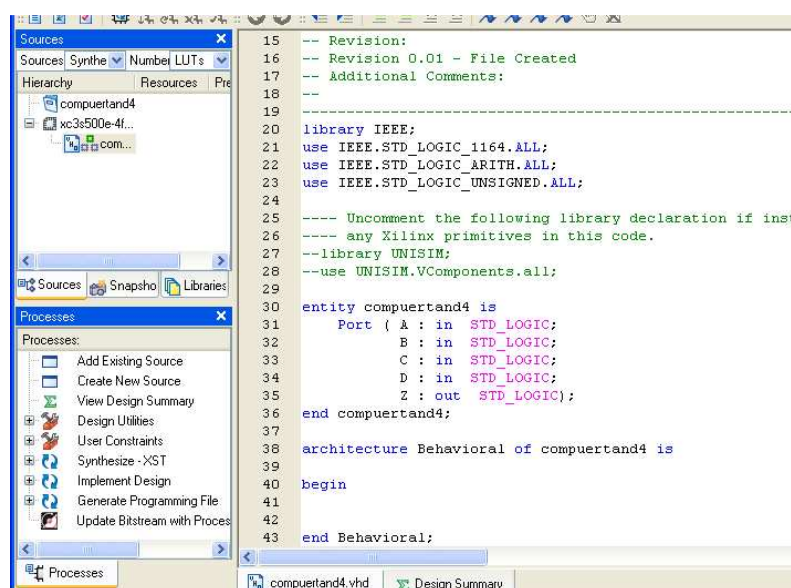 Sources
Sources Synthe Number LUTs
Hierarchy Resources Pre
compuertand4
xc3s500e-4f...
com...
Sources Snapsho Libraries
Processes
Processes:
Add Existing Source
Create New Source
View Design Summary
Design Utilities
User Constraints
Synthesize - XST
Implement Design
Generate Programming File
Update Bitstream with Proces
Processes
15 -- Revision:
16 -- Revision 0.01 - File Created
17 -- Additional Comments:
18 --
19 ----------------------------------------------------------
20 library IEEE;
21 use IEEE.STD_LOGIC_1164.ALL;
22 use IEEE.STD_LOGIC_ARITH.ALL;
23 use IEEE.STD_LOGIC_UNSIGNED.ALL;
24
25 ---- Uncomment the following library declaration if inst
26 ---- any Xilinx primitives in this code.
27 --library UNISIM;
28 --use UNISIM.VComponents.all;
29
30 entity compuertand4 is
31 Port ( A : in STD_LOGIC;
32 B : in STD_LOGIC;
33 C : in STD_LOGIC;
34 D : in STD_LOGIC;
35 Z : out STD_LOGIC);
36 end compuertand4;
37
38 architecture Behavioral of compuertand4 is
39
40 begin
41
42
43 end Behavioral;
compuertand4.vhd Design Summary